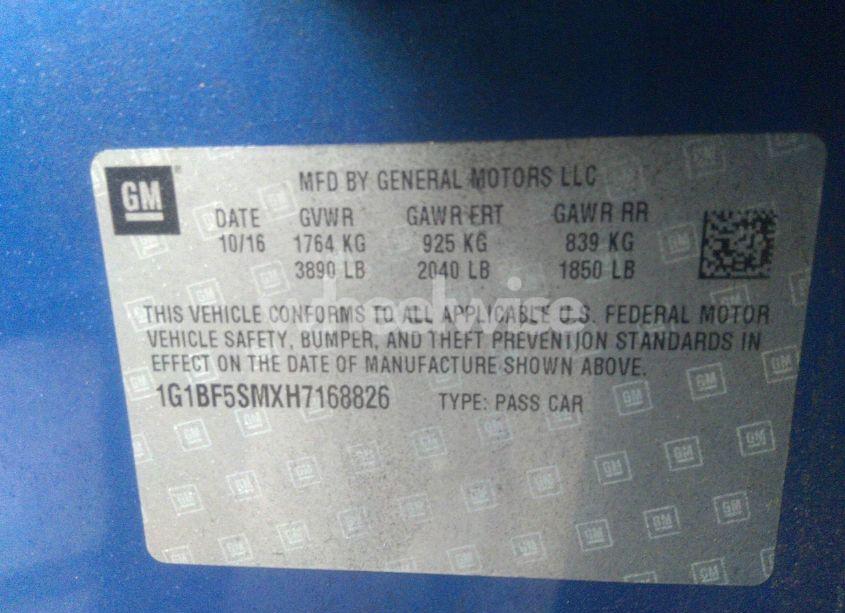 GM
MFD BY GENERAL MOTORS LLC
DATE GVWR GAWR FRT GAWR RR
10/16 1764 KG 925 KG 839 KG
3890 LB 2040 LB 1850 LB
wheelwise
THIS VEHICLE CONFORMS TO ALL APPLICABLE U.S. FEDERAL MOTOR
VEHICLE SAFETY, BUMPER, AND THEFT PREVENTION STANDARDS IN
EFFECT ON THE DATE OF MANUFACTURE SHOWN ABOVE.
1G1BF5SMXH7168826 TYPE: PASS CAR